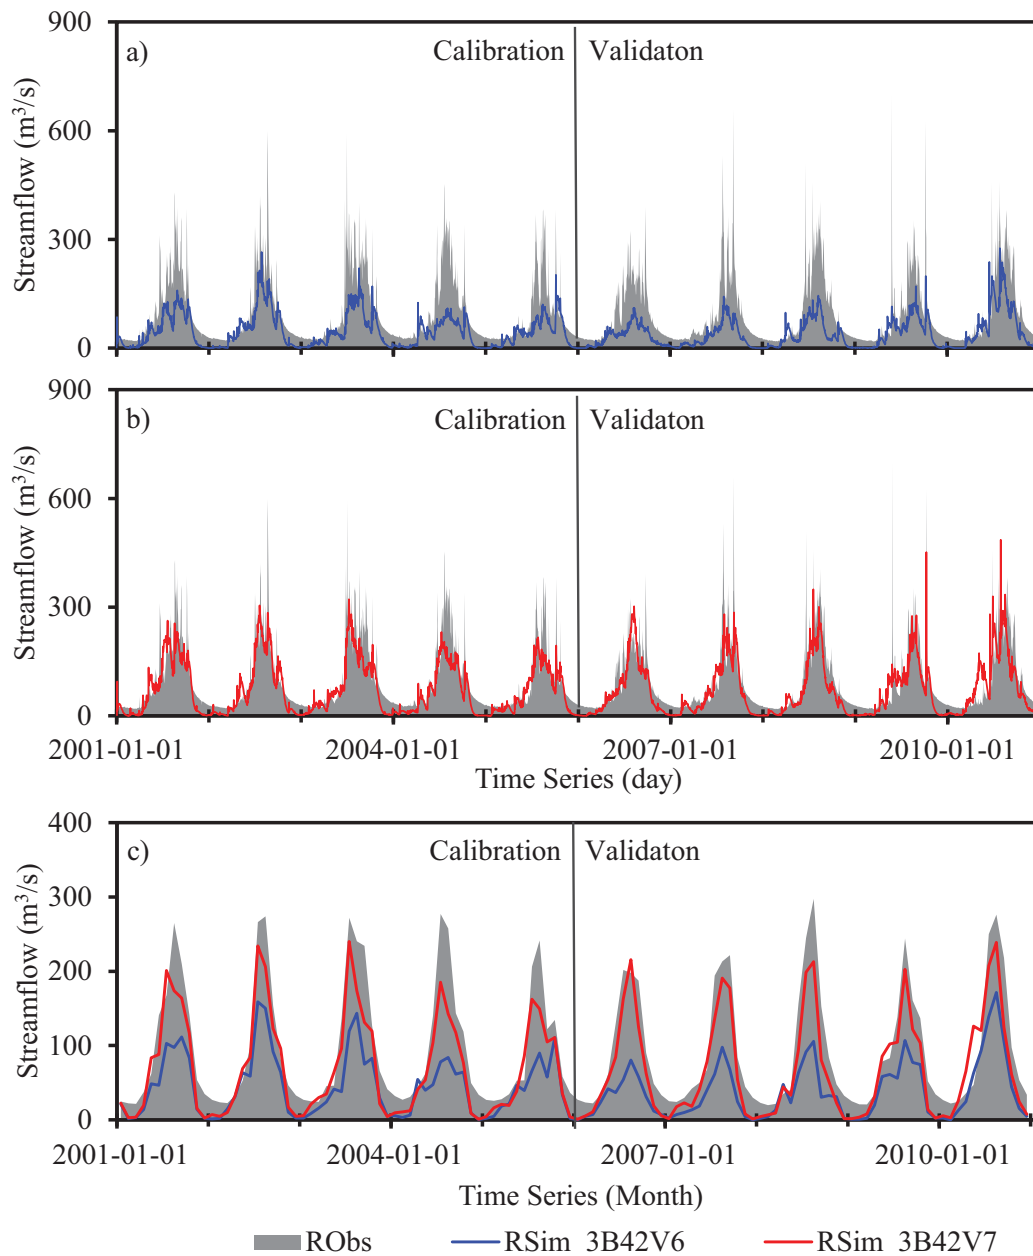 900
a)
Calibration
Validaton
600
300
0
Streamflow (m³/s)
900
b)
Calibration
Validaton
600
300
0
Streamflow (m³/s)
2001-01-01
2004-01-01
2007-01-01
2010-01-01
Time Series (day)
400
c)
Calibration
Validaton
300
200
100
0
Streamflow (m³/s)
2001-01-01
2004-01-01
2007-01-01
2010-01-01
Time Series (Month)
RObs
RSim_3B42V6
RSim_3B42V7